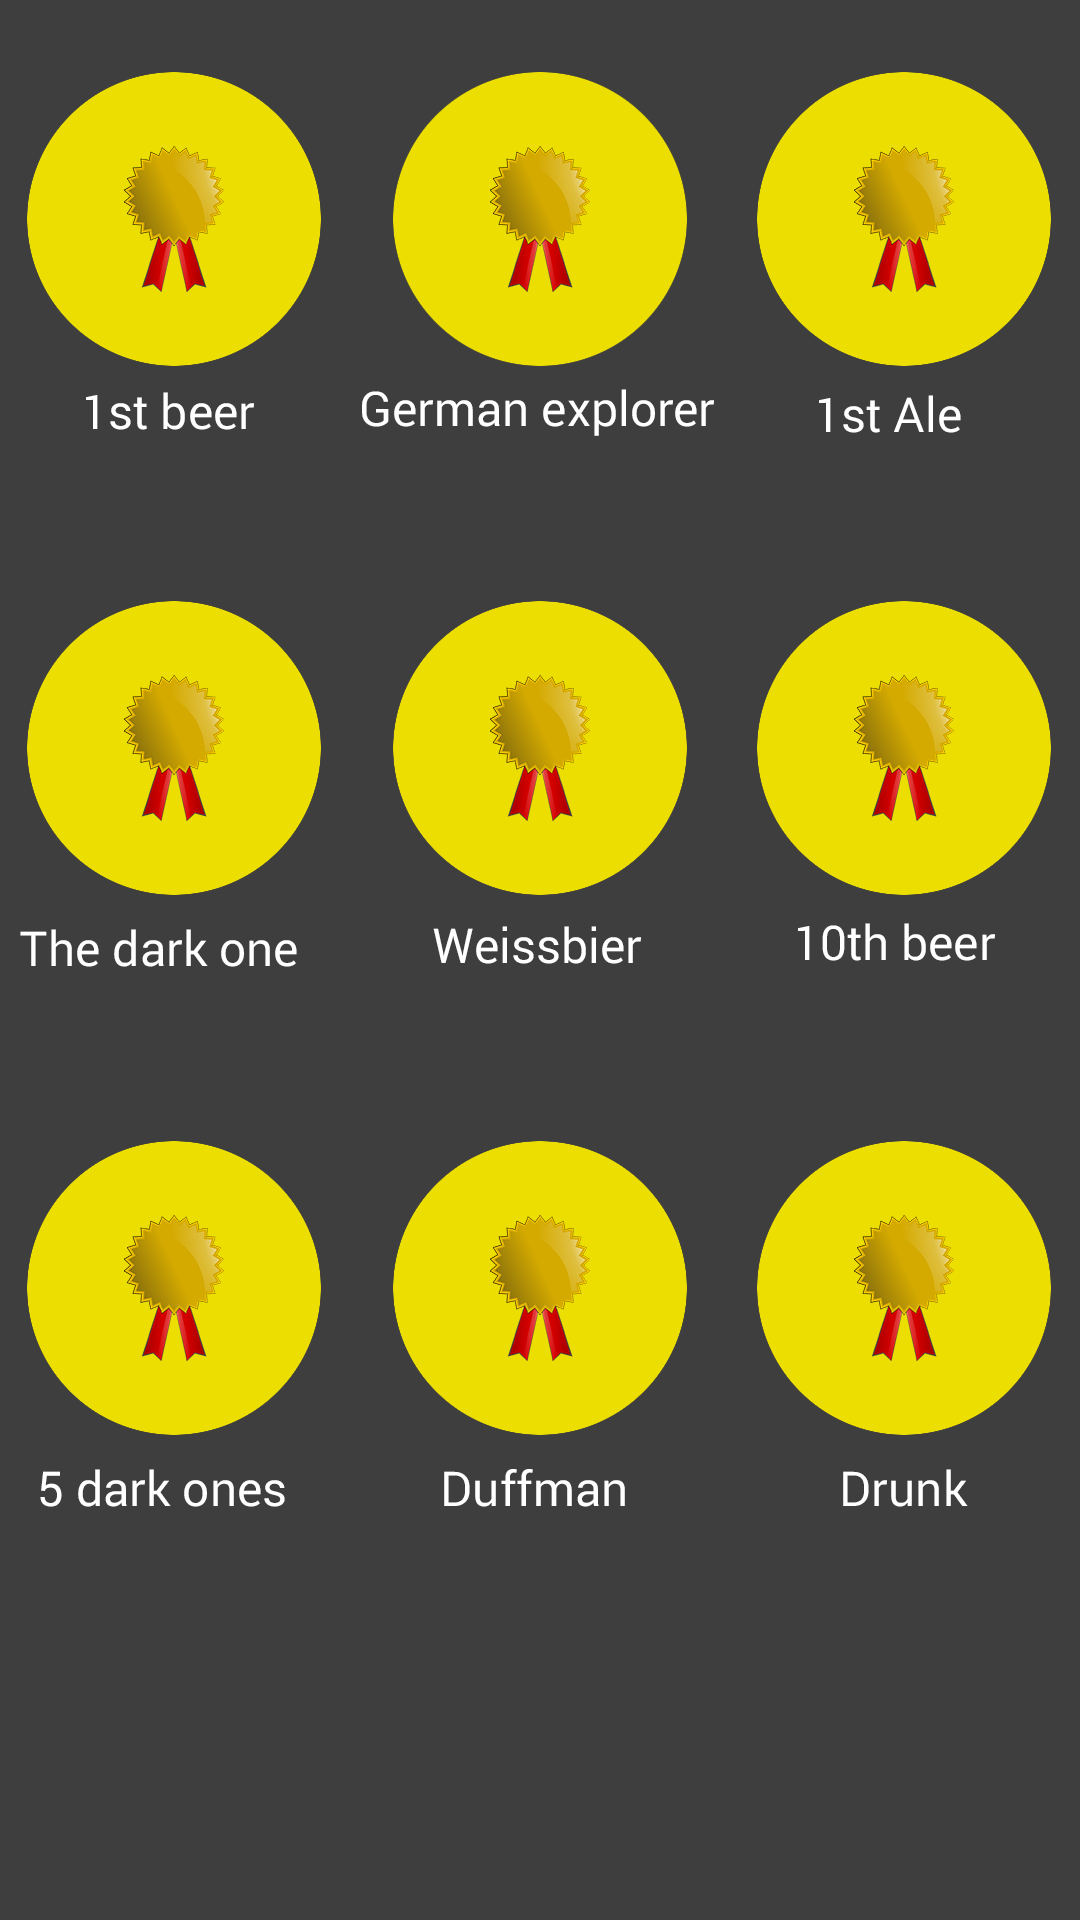 1st beer
German explorer
1st Ale
The dark one
Weissbier
10th beer
5 dark ones
Duffman
Drunk